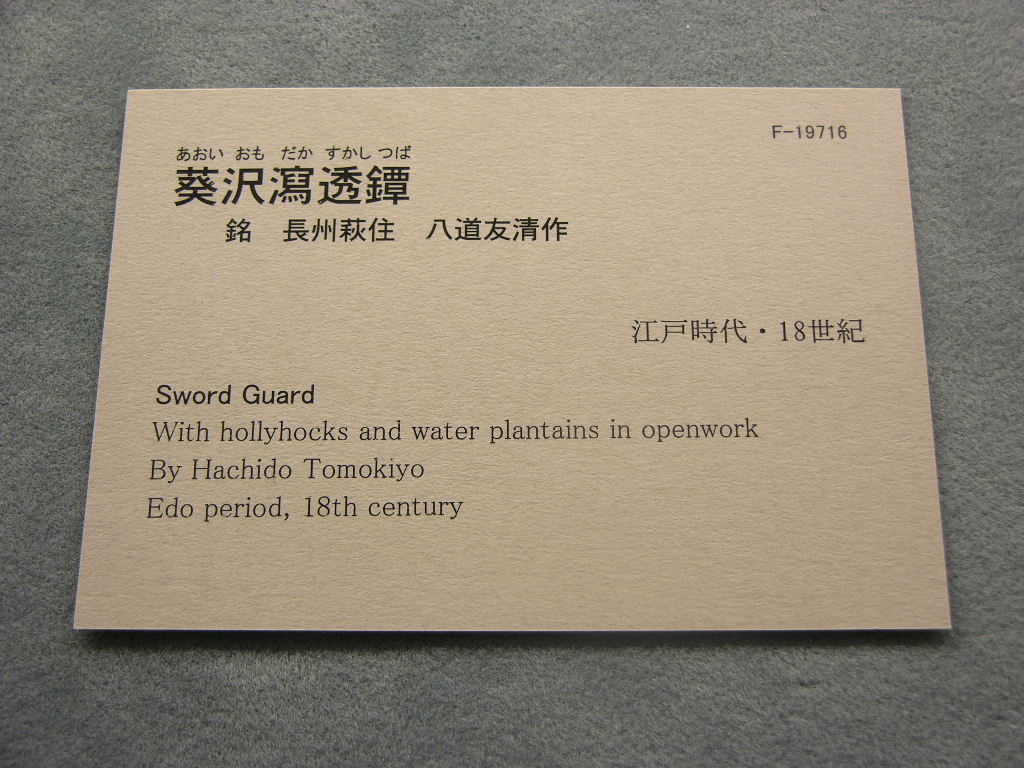 F-19716
あおい おも だか すかし つば
葵沢瀉透鐔
銘　長州萩住　八道友清作
江戸時代・18世紀
Sword Guard
With hollyhocks and water plantains in openwork
By Hachido Tomokiyo
Edo period, 18th century